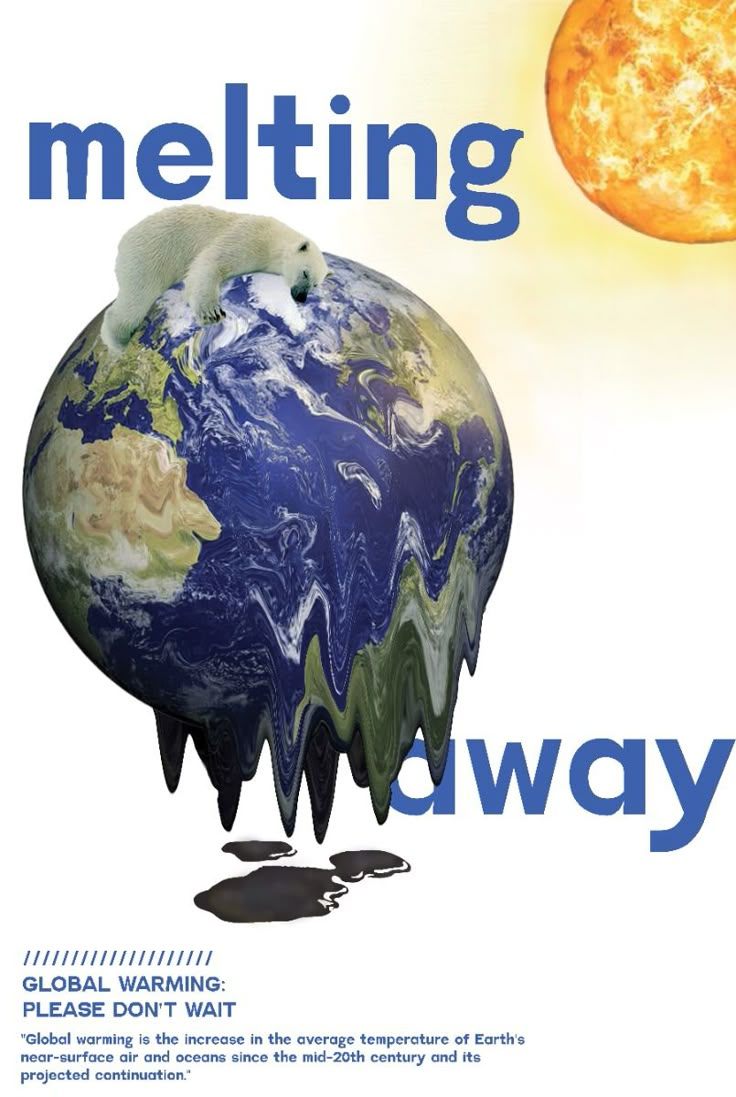 melting
away
////////////////////
GLOBAL WARMING:
PLEASE DON'T WAIT
"Global warming is the increase in the average temperature of Earth's
near-surface air and oceans since the mid-20th century and its
projected continuation."